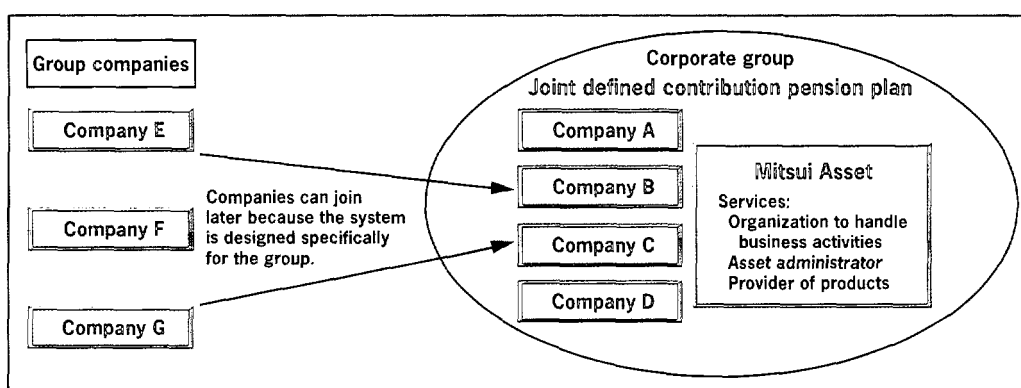 Group companies
Company E
Company F
Company G
Companies can join
later because the system
is designed specifically
for the group.
Corporate group
Joint defined contribution pension plan
Company A
Company B
Company C
Company D
Mitsui Asset
Services:
Organization to handle
business activities
Asset administrator
Provider of products